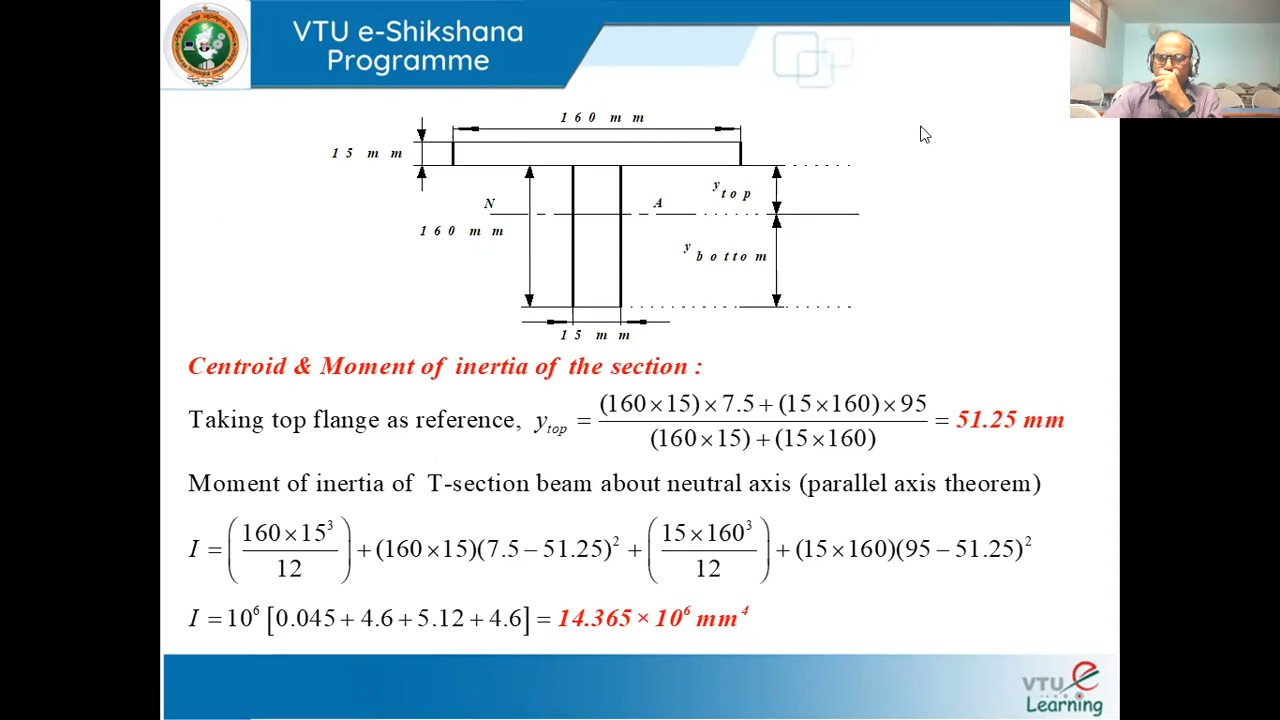 VTU e-Shikshana
Programme
160 mm
15 mm
y top
N A
160 mm
y bottom
15 mm
Centroid & Moment of inertia of the section :
Taking top flange as reference, y_top = ((160×15)×7.5+(15×160)×95)/((160×15)+(15×160)) = 51.25 mm
Moment of inertia of T-section beam about neutral axis (parallel axis theorem)
I = (160×15³/12) + (160×15)(7.5−51.25)² + (15×160³/12) + (15×160)(95−51.25)²
I = 10⁶ [0.045 + 4.6 + 5.12 + 4.6] = 14.365 × 10⁶ mm⁴
VTU e
Learning